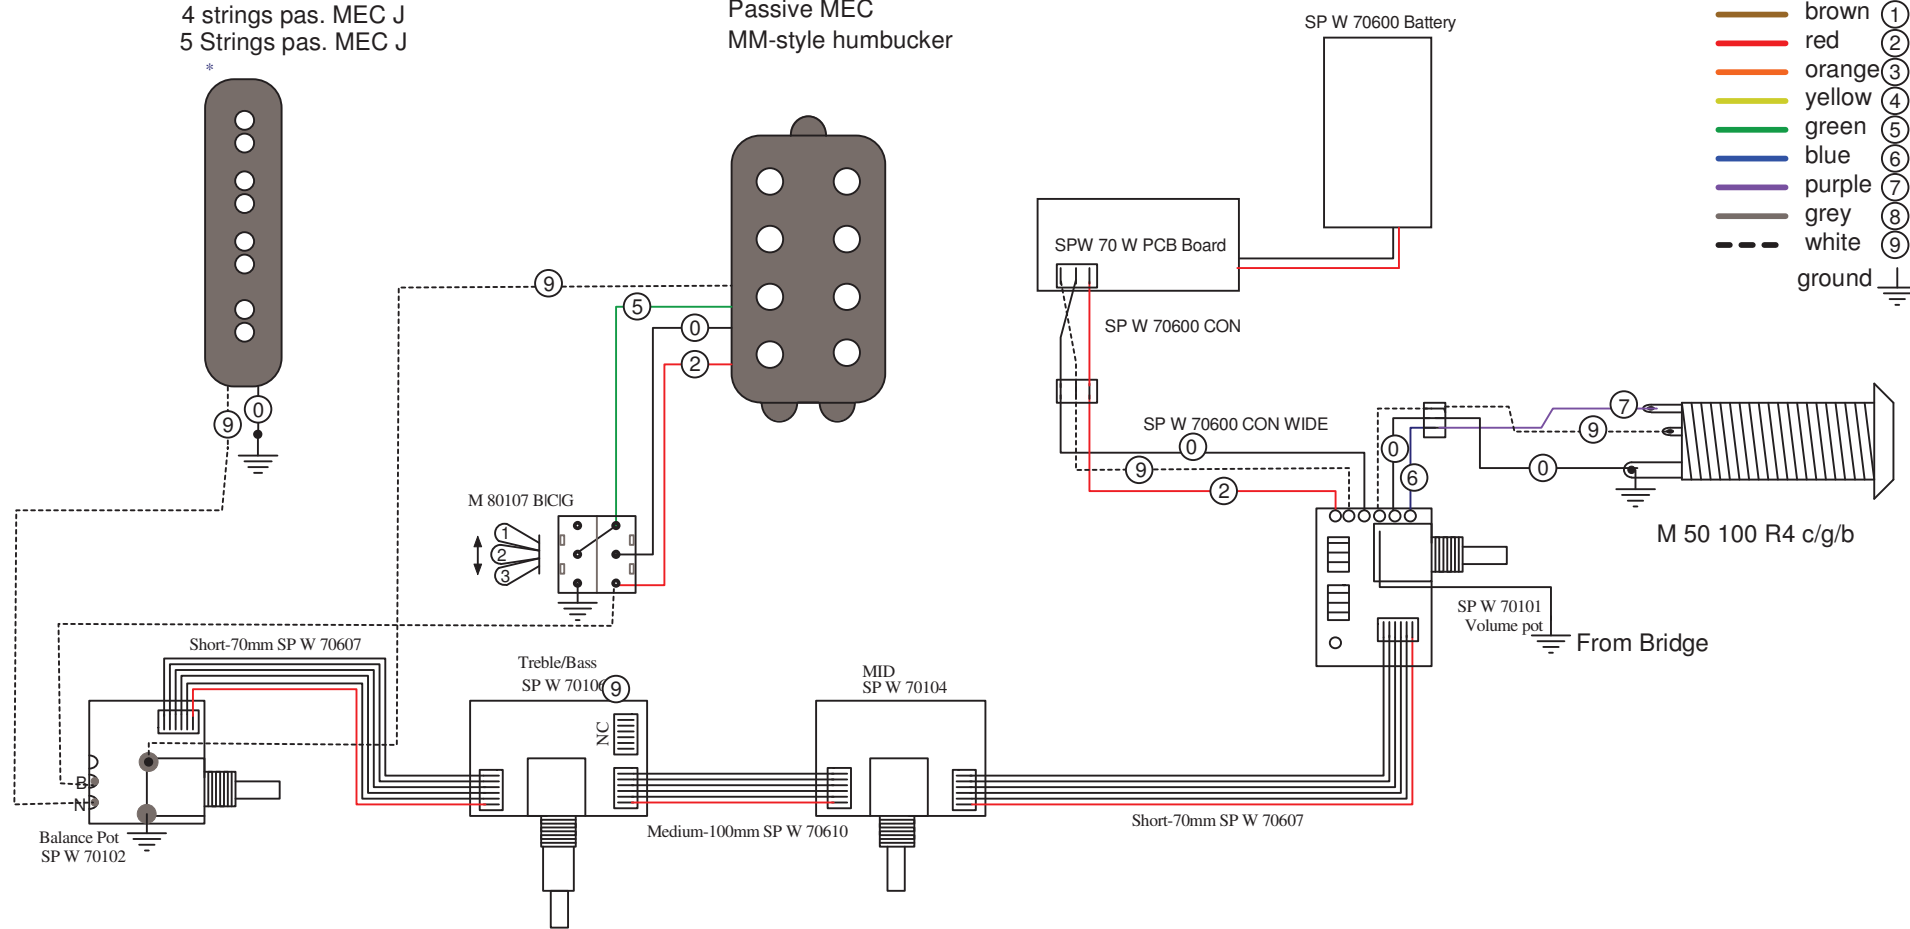 4 strings pas. MEC J
5 Strings pas. MEC J
*
Passive MEC
MM-style humbucker
SP W 70600 Battery
brown 1
red 2
orange 3
yellow 4
green 5
blue 6
purple 7
grey 8
white 9
ground
SPW 70 W PCB Board
SP W 70600 CON
9
5
0
2
SP W 70600 CON WIDE
0
9
2
0
6
7
9
0
M 50 100 R4 c/g/b
9
0
M 80107 B|C|G
1
2
3
SP W 70101
Volume pot
From Bridge
Short-70mm SP W 70607
Treble/Bass
SP W 70106
9
NC
MID
SP W 70104
B
N
Balance Pot
SP W 70102
Medium-100mm SP W 70610
Short-70mm SP W 70607